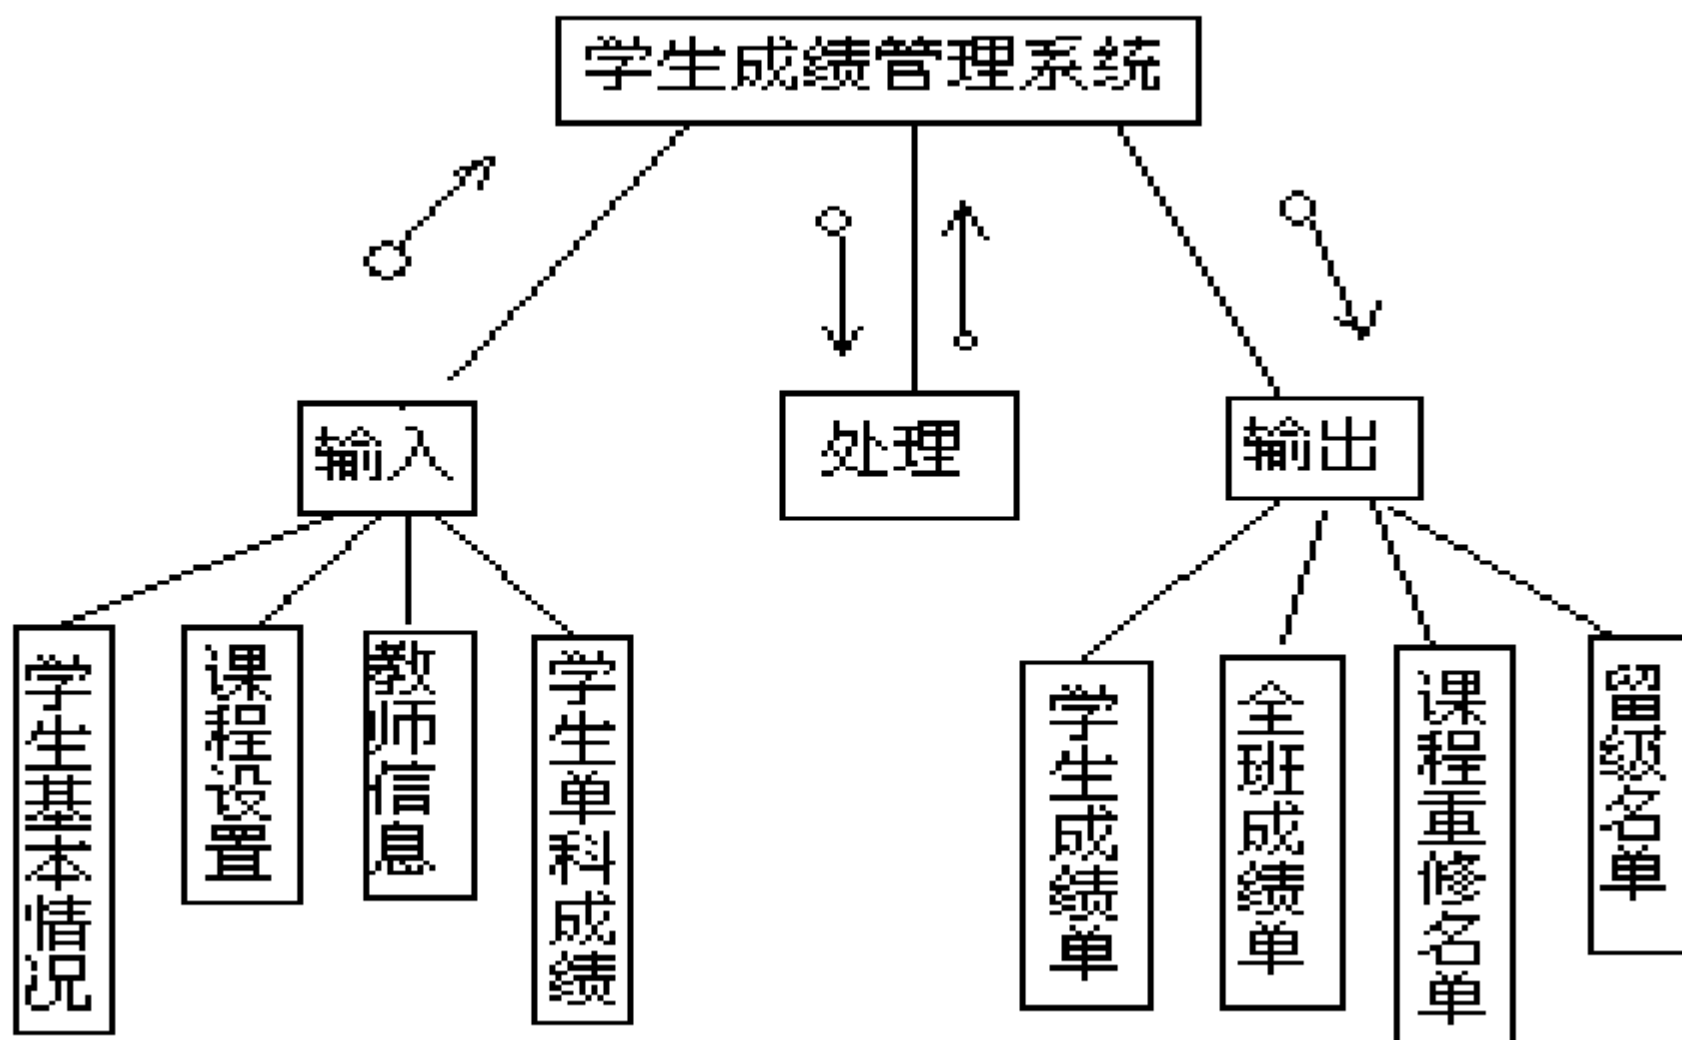 学生成绩管理系统
输入
处理
输出
学生基本情况
课程设置
教师信息
学生单科成绩
学生成绩单
全班成绩单
课程重修名单
留级名单